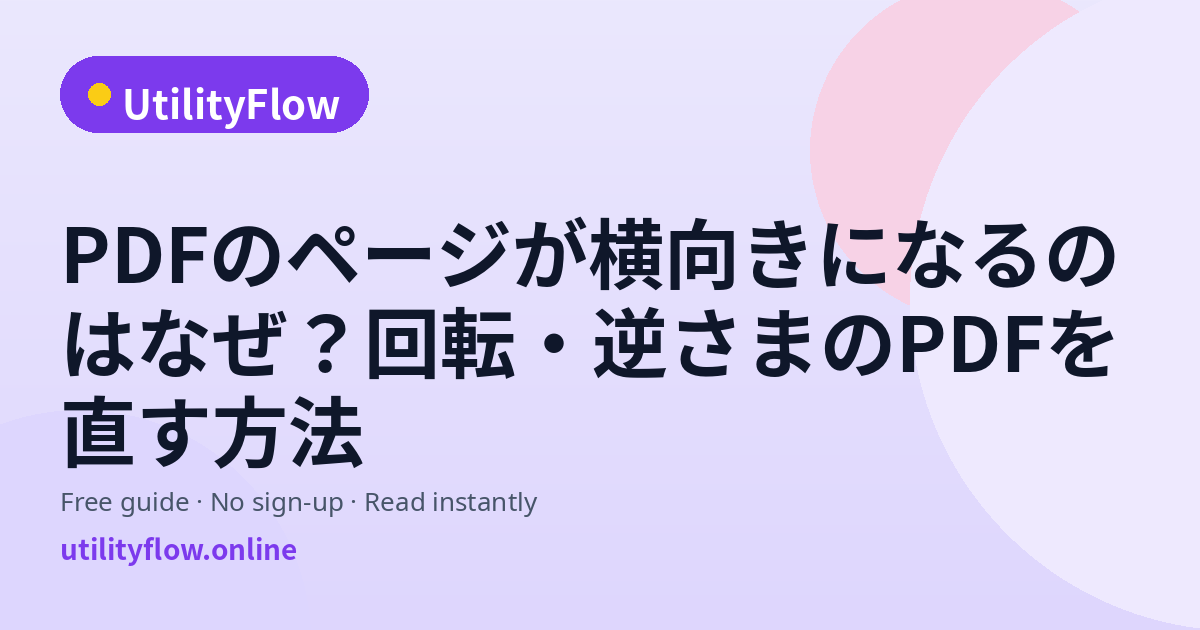 UtilityFlow
PDFのページが横向きになるの
はなぜ？回転・逆さまのPDFを
直す方法
Free guide · No sign-up · Read instantly
utilityflow.online